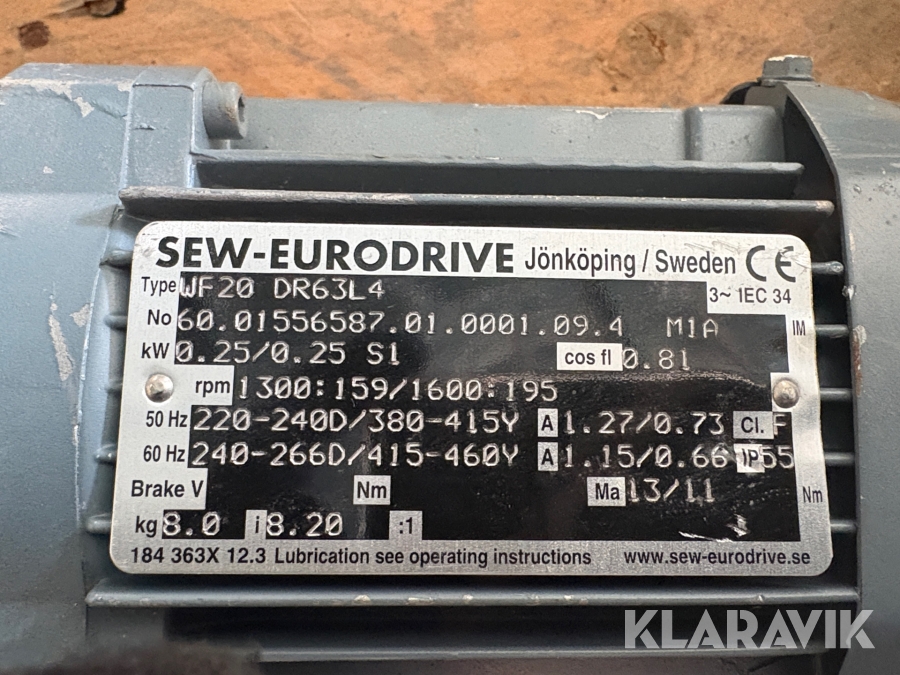 SEW-EURODRIVE Jönköping / Sweden CE
Type WF20 DR63L4 3~ IEC 34
No 60.01556587.01.0001.09.4 M1A IM
kW 0.25/0.25 S1 cos fl 0.81
rpm 1300:159/1600:195
50 Hz 220-240D/380-415Y A 1.27/0.73 Cl. F
60 Hz 240-266D/415-460Y A 1.15/0.66 IP 55
Brake V Nm Ma 13/11 Nm
kg 8.0 i 8.20 :1
184 363X 12.3 Lubrication see operating instructions www.sew-eurodrive.se
KLARAVIK